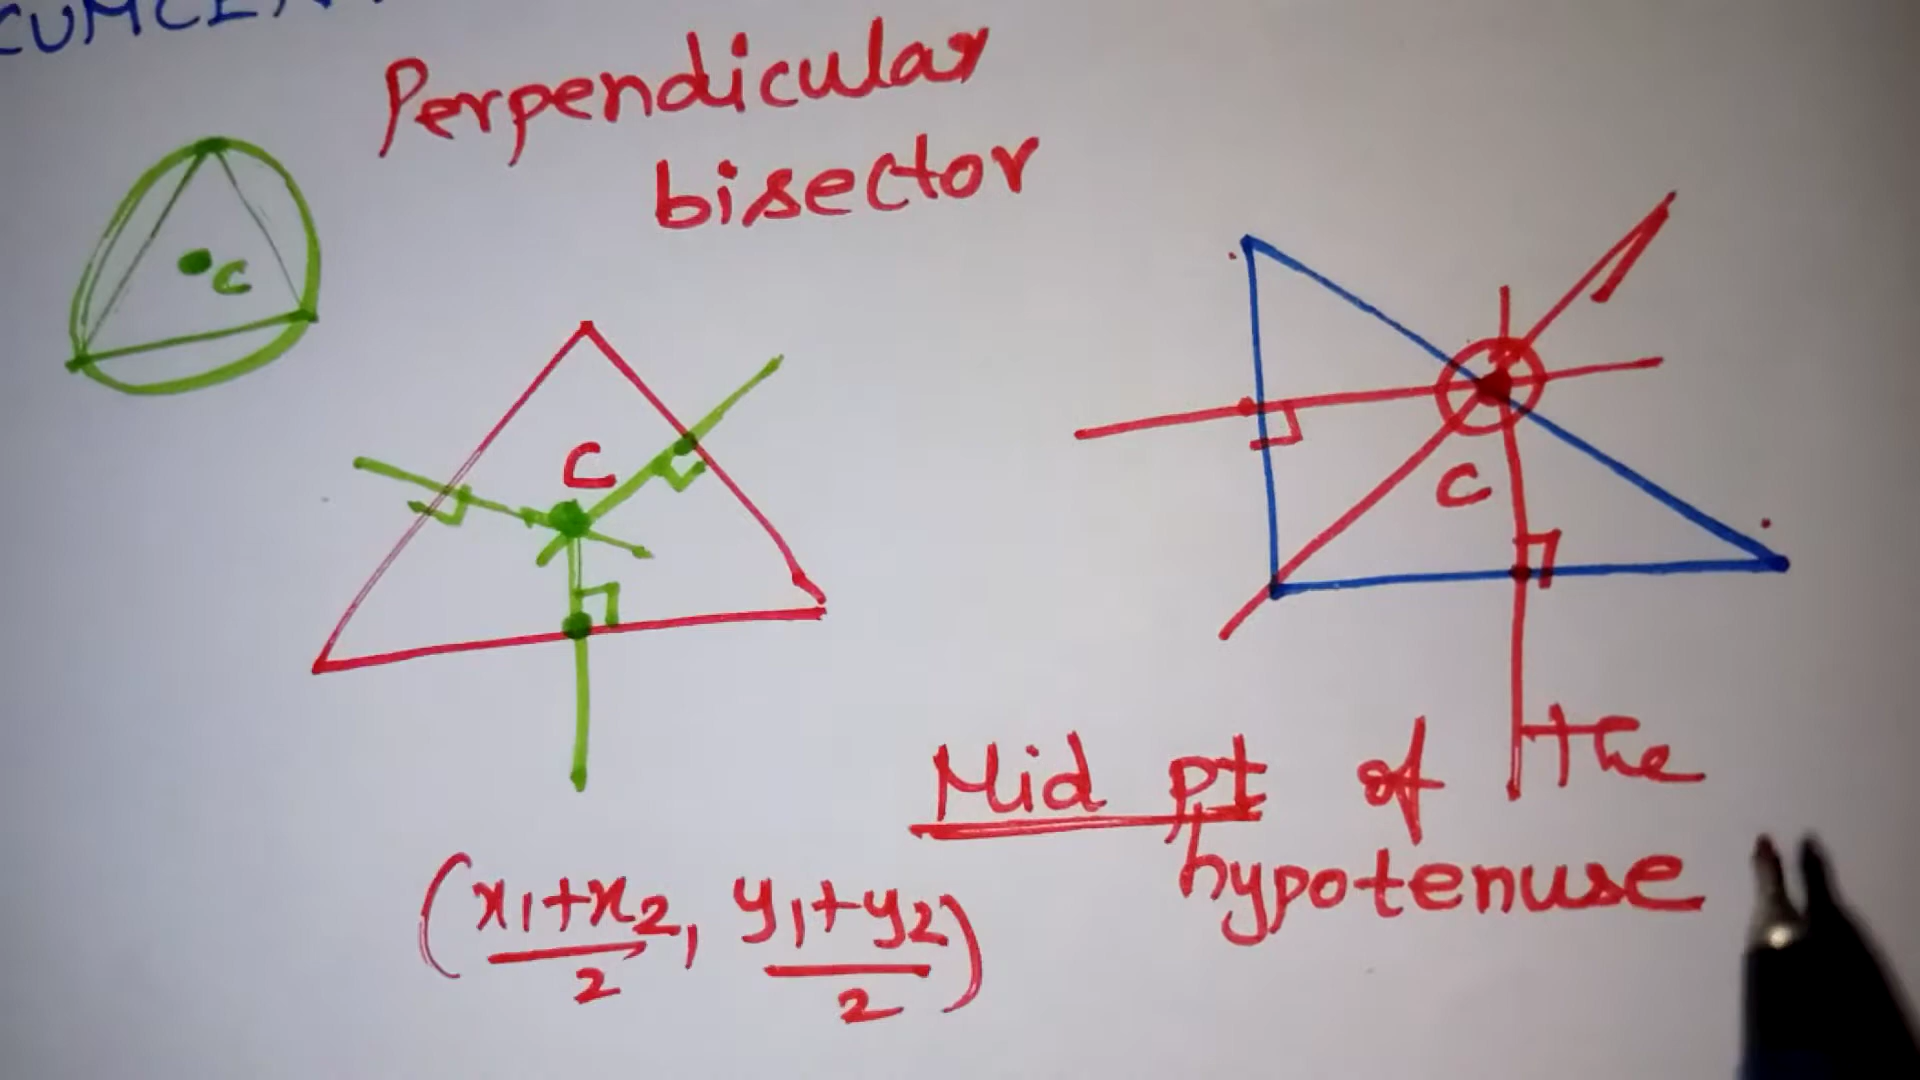 Perpendicular
bisector
C
C
C
Mid pt of the
hypotenuse
(x₁+x₂/2, y₁+y₂/2)